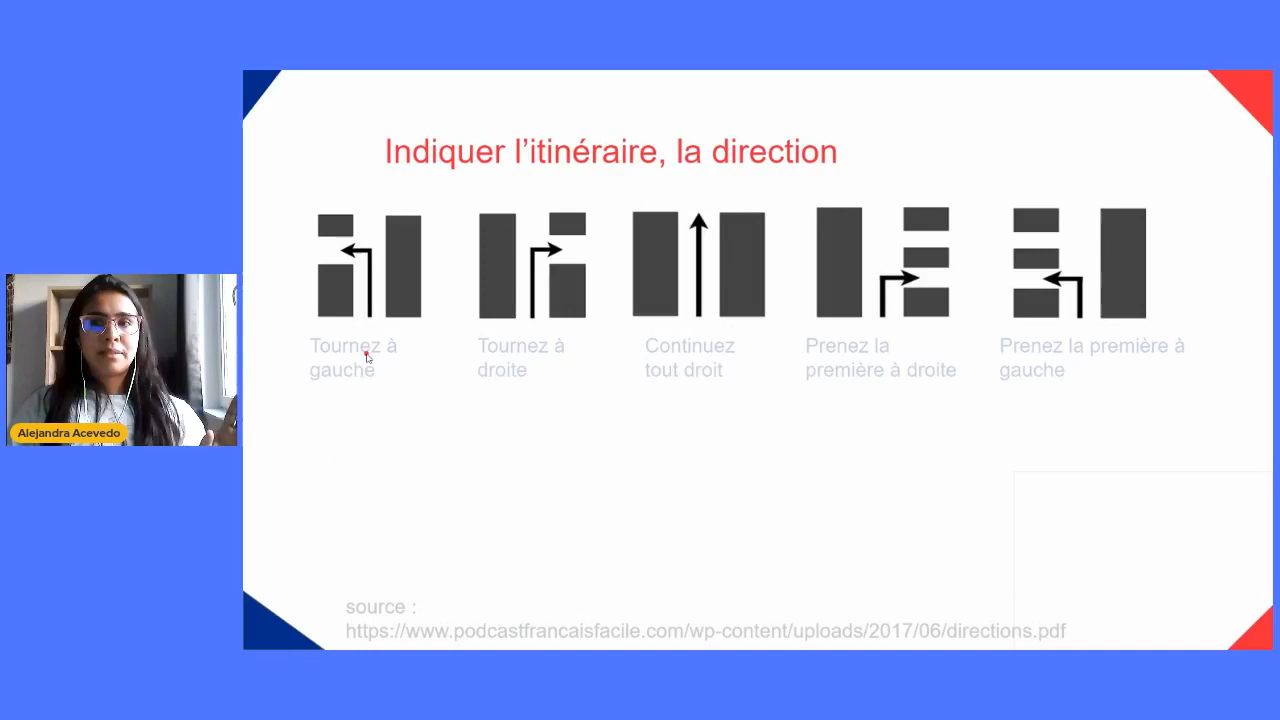 Indiquer l’itinéraire, la direction
Tournez à
gauche
Tournez à
droite
Continuez
tout droit
Prenez la
première à droite
Prenez la première à
gauche
Alejandra Acevedo
source :
https://www.podcastfrancaisfacile.com/wp-content/uploads/2017/06/directions.pdf